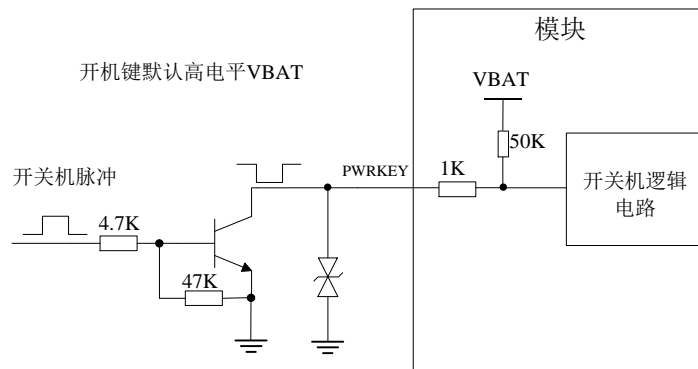 模块
开机键默认高电平VBAT
VBAT
50K
PWRKEY
1K
开关机逻辑
电路
开关机脉冲
4.7K
47K